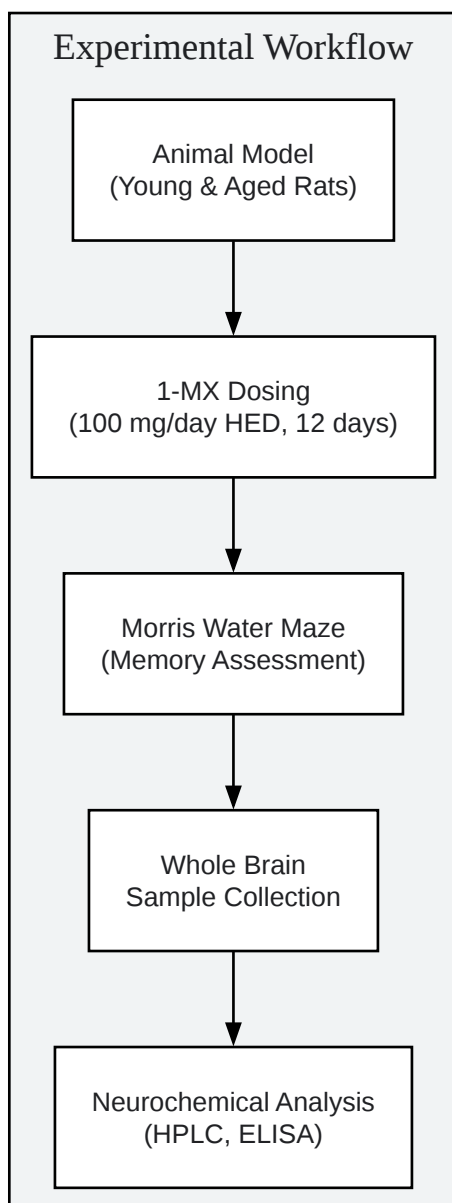 Experimental Workflow
Animal Model
(Young & Aged Rats)
1-MX Dosing
(100 mg/day HED, 12 days)
Morris Water Maze
(Memory Assessment)
Whole Brain
Sample Collection
Neurochemical Analysis
(HPLC, ELISA)